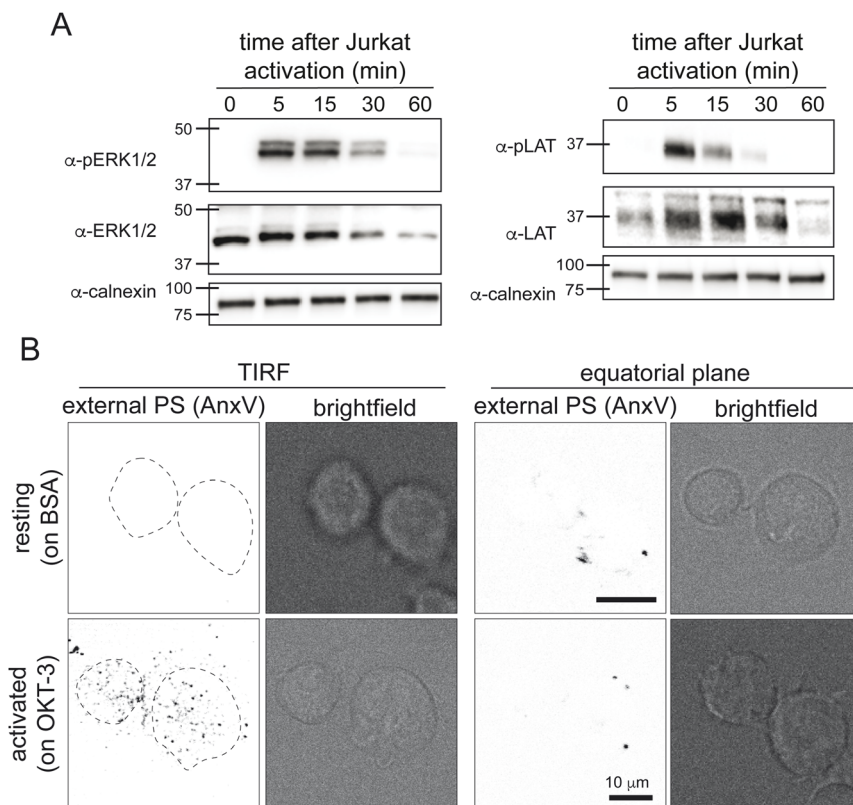 A
time after Jurkat
activation (min)
0 5 15 30 60
50
α-pERK1/2
37
50
α-ERK1/2
37
α-calnexin
100
75
time after Jurkat
activation (min)
0 5 15 30 60
α-pLAT
37
37
α-LAT
100
α-calnexin
75
B
TIRF
equatorial plane
external PS (AnxV)
brightfield
external PS (AnxV)
brightfield
resting
(on BSA)
activated
(on OKT-3)
10 μm